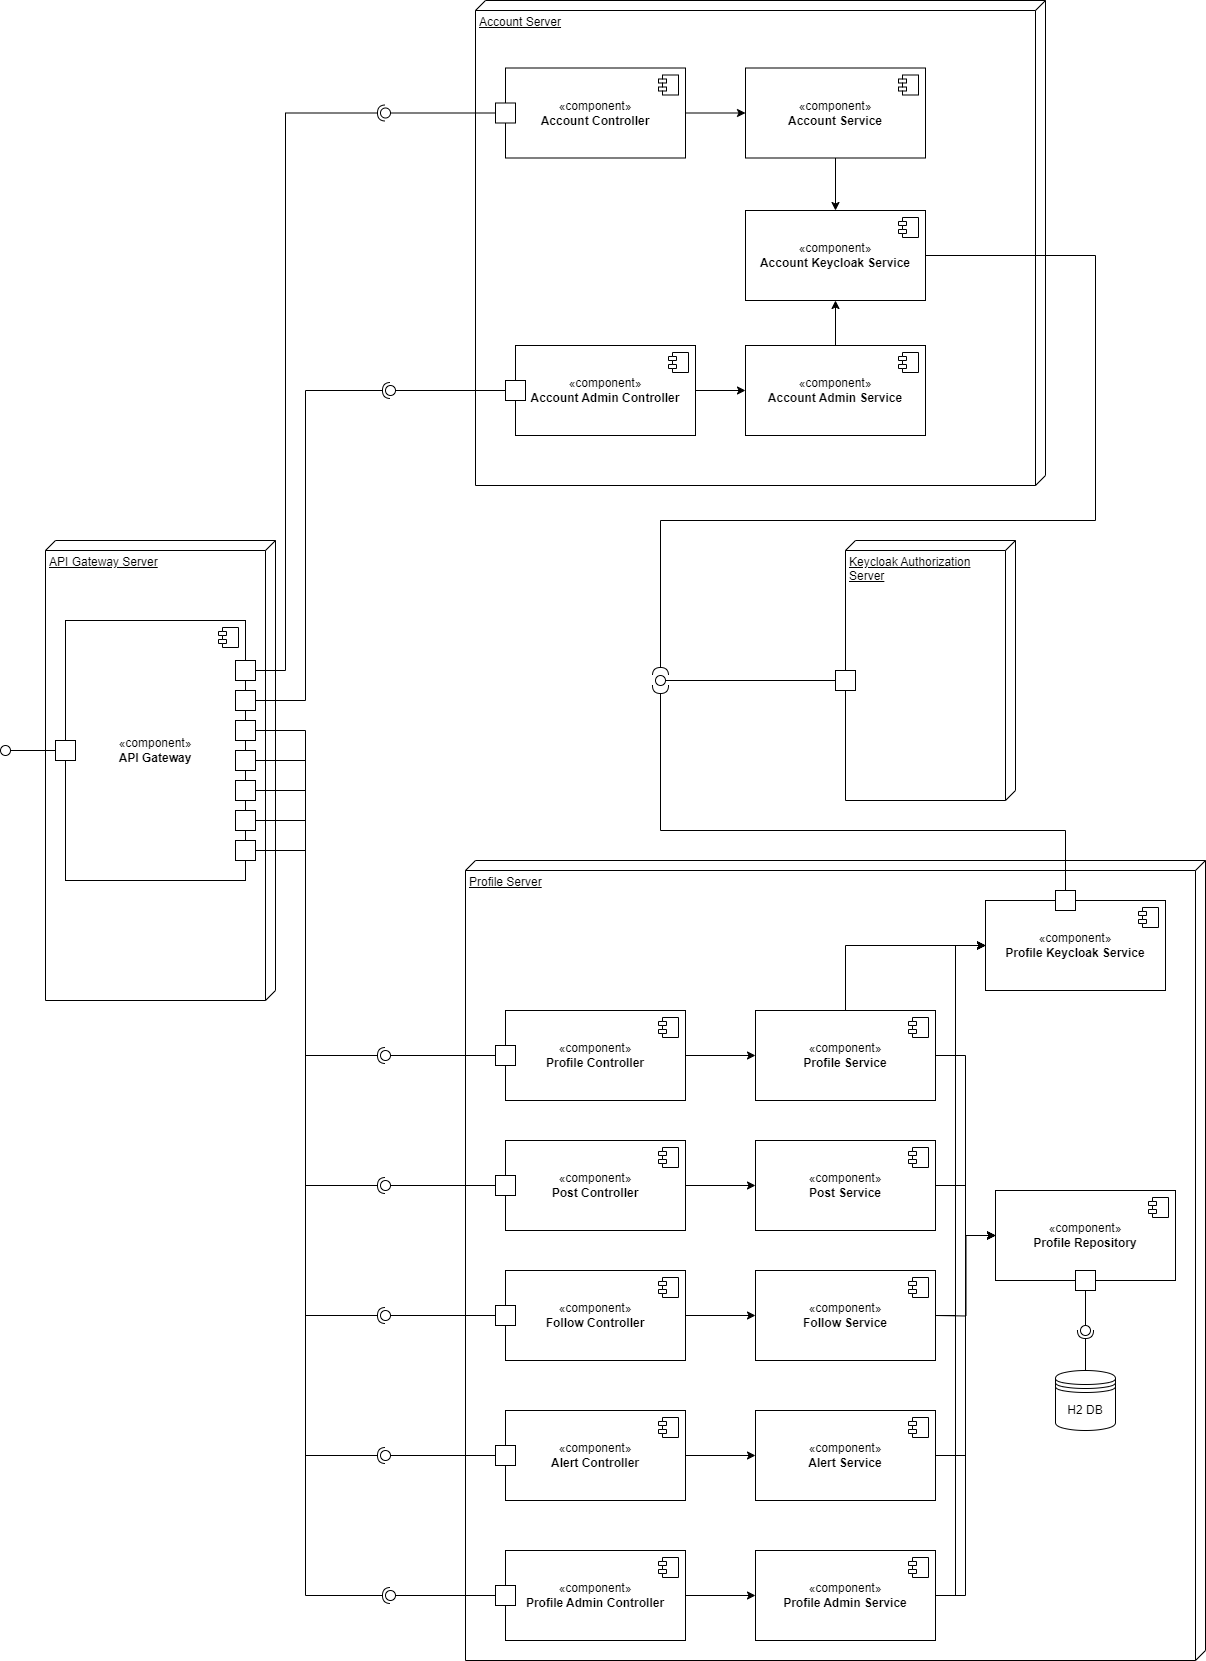 Account Server
«component»
Account Controller
«component»
Account Service
«component»
Account Keycloak Service
«component»
Account Admin Controller
«component»
Account Admin Service
API Gateway Server
«component»
API Gateway
Keycloak Authorization
Server
Profile Server
«component»
Profile Keycloak Service
«component»
Profile Controller
«component»
Profile Service
«component»
Post Controller
«component»
Post Service
«component»
Profile Repository
«component»
Follow Controller
«component»
Follow Service
H2 DB
«component»
Alert Controller
«component»
Alert Service
«component»
Profile Admin Controller
«component»
Profile Admin Service